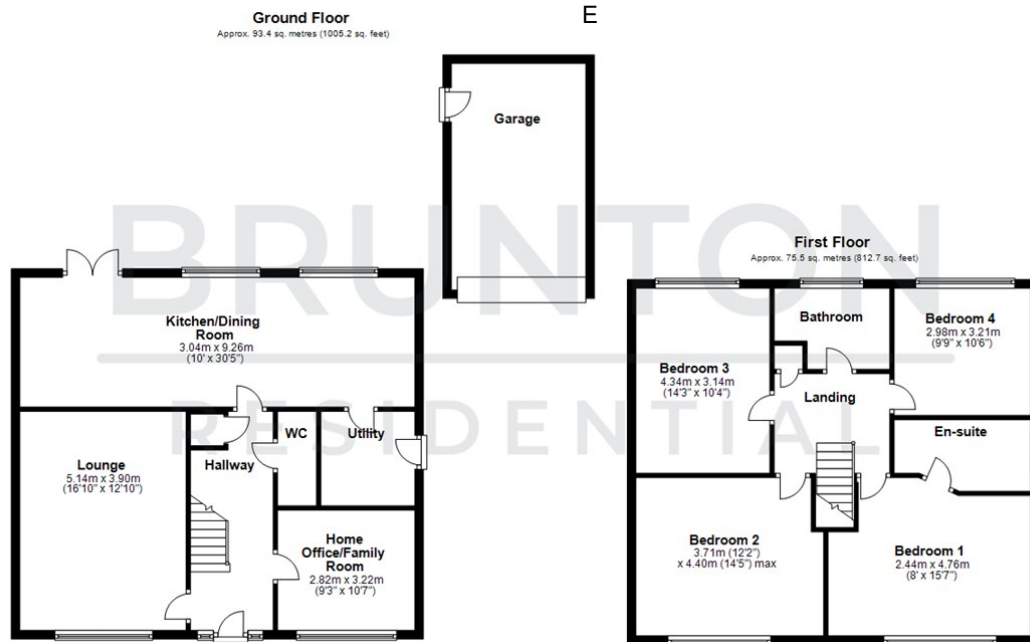 E
Ground Floor
Approx. 93.4 sq. metres (1005.2 sq. feet)
Garage
BRUNTON
RESIDENTIAL
Kitchen/Dining
Room
3.04m x 9.26m
(10' x 30'5")
WC
Utility
Lounge
5.14m x 3.90m
(16'10" x 12'10")
Hallway
Home
Office/Family
Room
2.82m x 3.22m
(9'3" x 10'7")
First Floor
Approx. 75.5 sq. metres (812.7 sq. feet)
Bathroom
Bedroom 4
2.98m x 3.21m
(9'9" x 10'6")
Bedroom 3
4.34m x 3.14m
(14'3" x 10'4")
Landing
En-suite
Bedroom 2
3.71m (12'2")
x 4.40m (14'5") max
Bedroom 1
2.44m x 4.76m
(8' x 15'7")